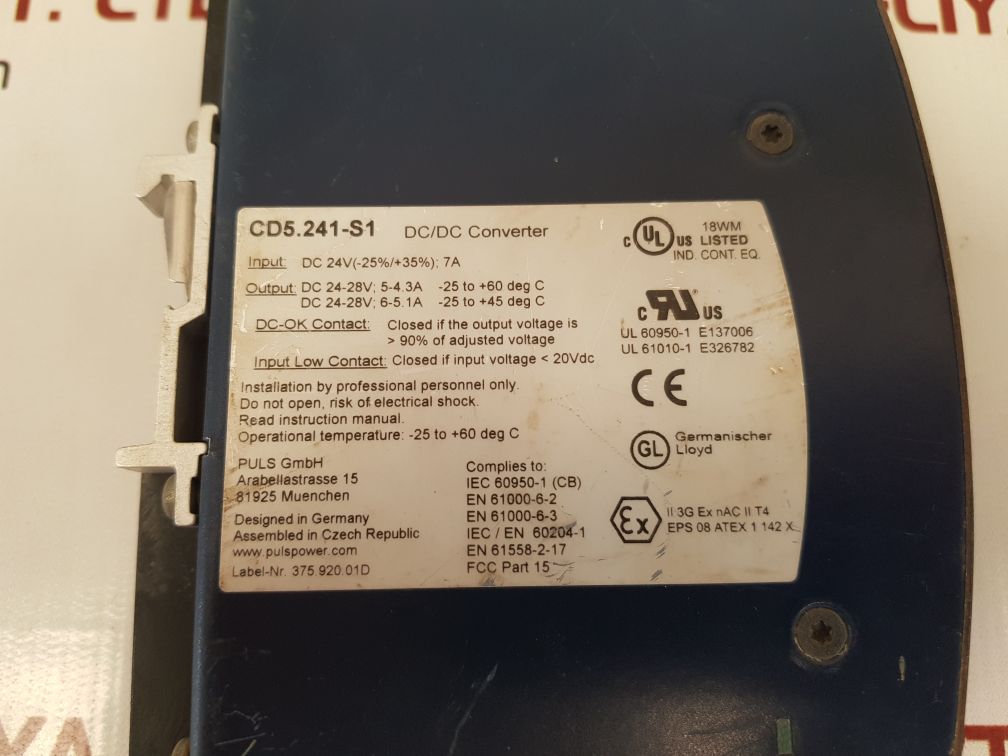 CD5.241-S1 DC/DC Converter
Input: DC 24V(-25%/+35%); 7A
Output: DC 24-28V; 5-4.3A -25 to +60 deg C
DC 24-28V; 6-5.1A -25 to +45 deg C
DC-OK Contact: Closed if the output voltage is
> 90% of adjusted voltage
Input Low Contact: Closed if input voltage < 20Vdc
Installation by professional personnel only.
Do not open, risk of electrical shock.
Read instruction manual.
Operational temperature: -25 to +60 deg C
PULS GmbH
Arabellastrasse 15
81925 Muenchen
Designed in Germany
Assembled in Czech Republic
www.pulspower.com
Label-Nr. 375.920.01D
Complies to:
IEC 60950-1 (CB)
EN 61000-6-2
EN 61000-6-3
IEC / EN 60204-1
EN 61558-2-17
FCC Part 15
C UL US 18WM
LISTED
IND. CONT. EQ.
C RU US
UL 60950-1 E137006
UL 61010-1 E326782
CE
GL Germanischer
Lloyd
Ex II 3G Ex nAC II T4
EPS 08 ATEX 1 142 X